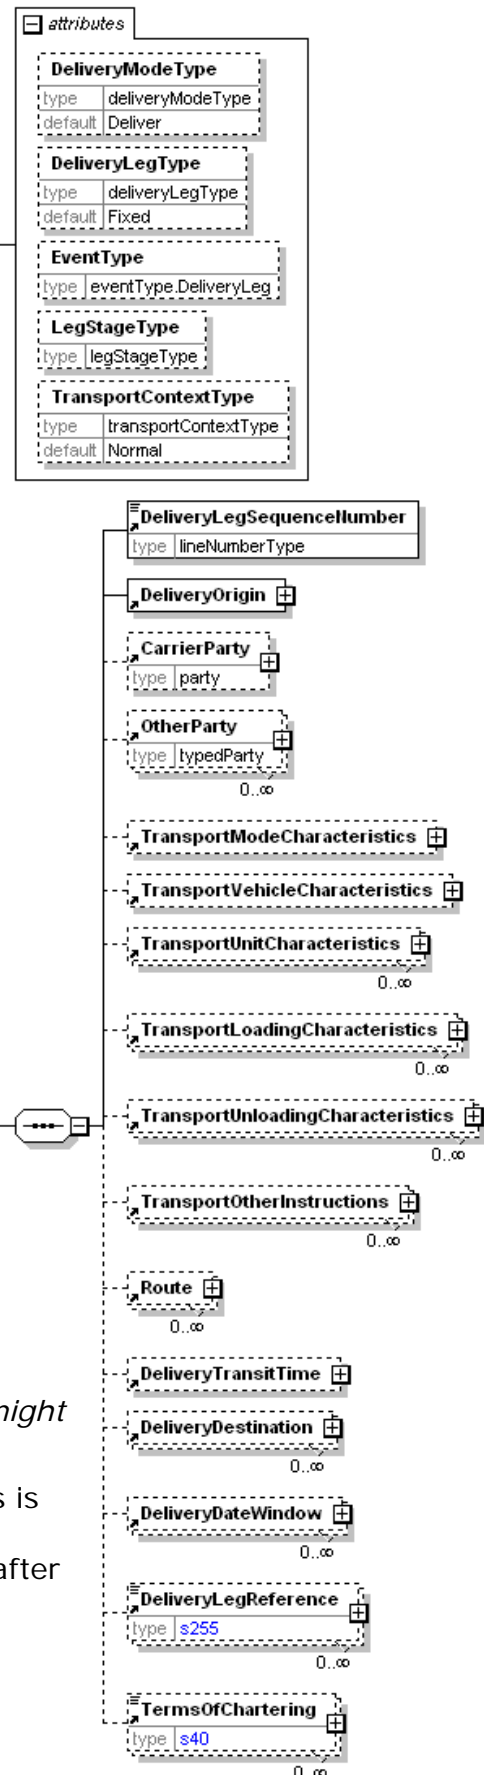 attributes
DeliveryModeType
type deliveryModeType
default Deliver
DeliveryLegType
type deliveryLegType
default Fixed
EventType
type eventType.DeliveryLeg
LegStageType
type legStageType
TransportContextType
type transportContextType
default Normal
DeliveryLegSequenceNumber
type lineNumberType
DeliveryOrigin
CarrierParty
type party
OtherParty
type typedParty
0..∞
TransportModeCharacteristics
TransportVehicleCharacteristics
TransportUnitCharacteristics
0..∞
TransportLoadingCharacteristics
0..∞
TransportUnloadingCharacteristics
0..∞
TransportOtherInstructions
0..∞
Route
0..∞
DeliveryTransitTime
night
DeliveryDestination
0..∞
s is
DeliveryDateWindow
0..∞
after
DeliveryLegReference
type s255
0..∞
TermsOfChartering
type s40
0..∞